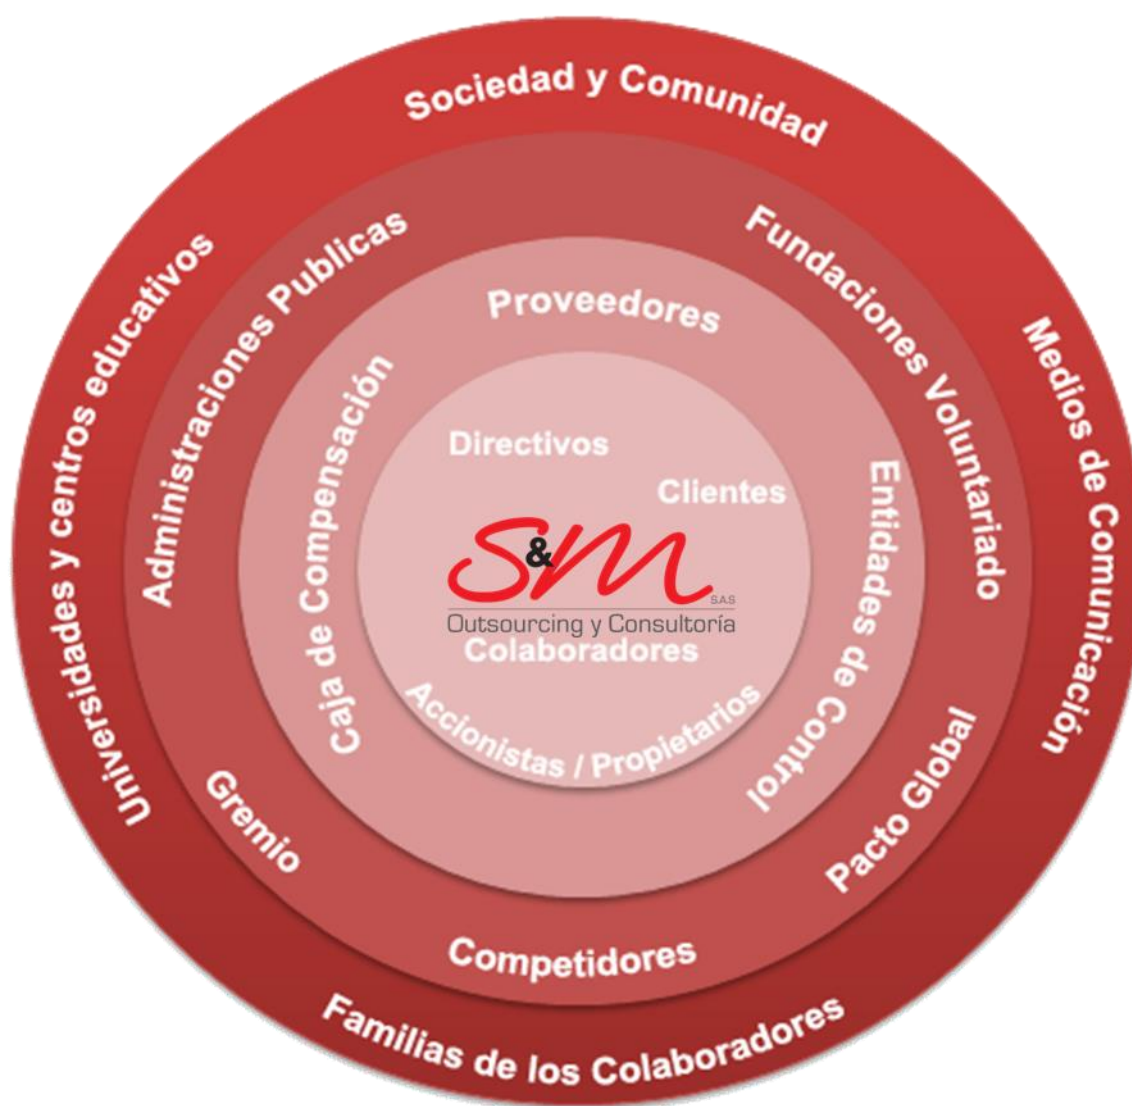 Sociedad y Comunidad
Universidades y centros educativos
Medios de Comunicación
Familias de los Colaboradores
Administraciones Publicas
Fundaciones Voluntariado
Gremio
Pacto Global
Competidores
Proveedores
Caja de Compensación
Entidades de Control
Directivos
Clientes
S&M
S.A.S
Outsourcing y Consultoría
Colaboradores
Accionistas / Propietarios